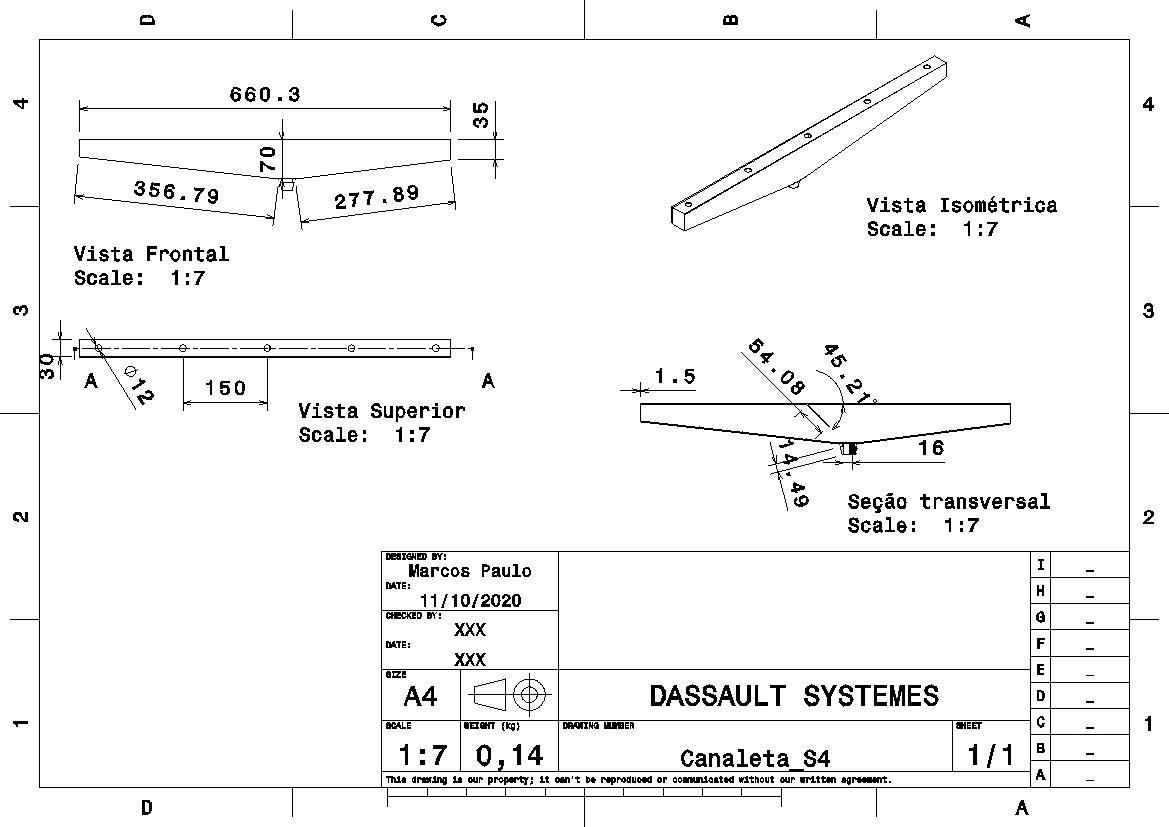 D C B A
4 4
660.3
35
70
356.79
277.89
Vista Frontal
Scale: 1:7
Vista Isométrica
Scale: 1:7
3 3
30
A A
Ø12
150
Vista Superior
Scale: 1:7
54.08
45.21°
1.5
14.49
16
Seção transversal
Scale: 1:7
2 2
DESIGNED BY:
Marcos Paulo
DATE:
11/10/2020
CHECKED BY:
XXX
DATE:
XXX
SIZE
A4
DASSAULT SYSTEMES
SCALE
1:7
WEIGHT (kg)
0,14
DRAWING NUMBER
Canaleta_S4
SHEET
1/1
This drawing is our property; it can't be reproduced or communicated without our written agreement.
I _
H _
G _
F _
E _
D _
C _
B _
A _
1 1
D A